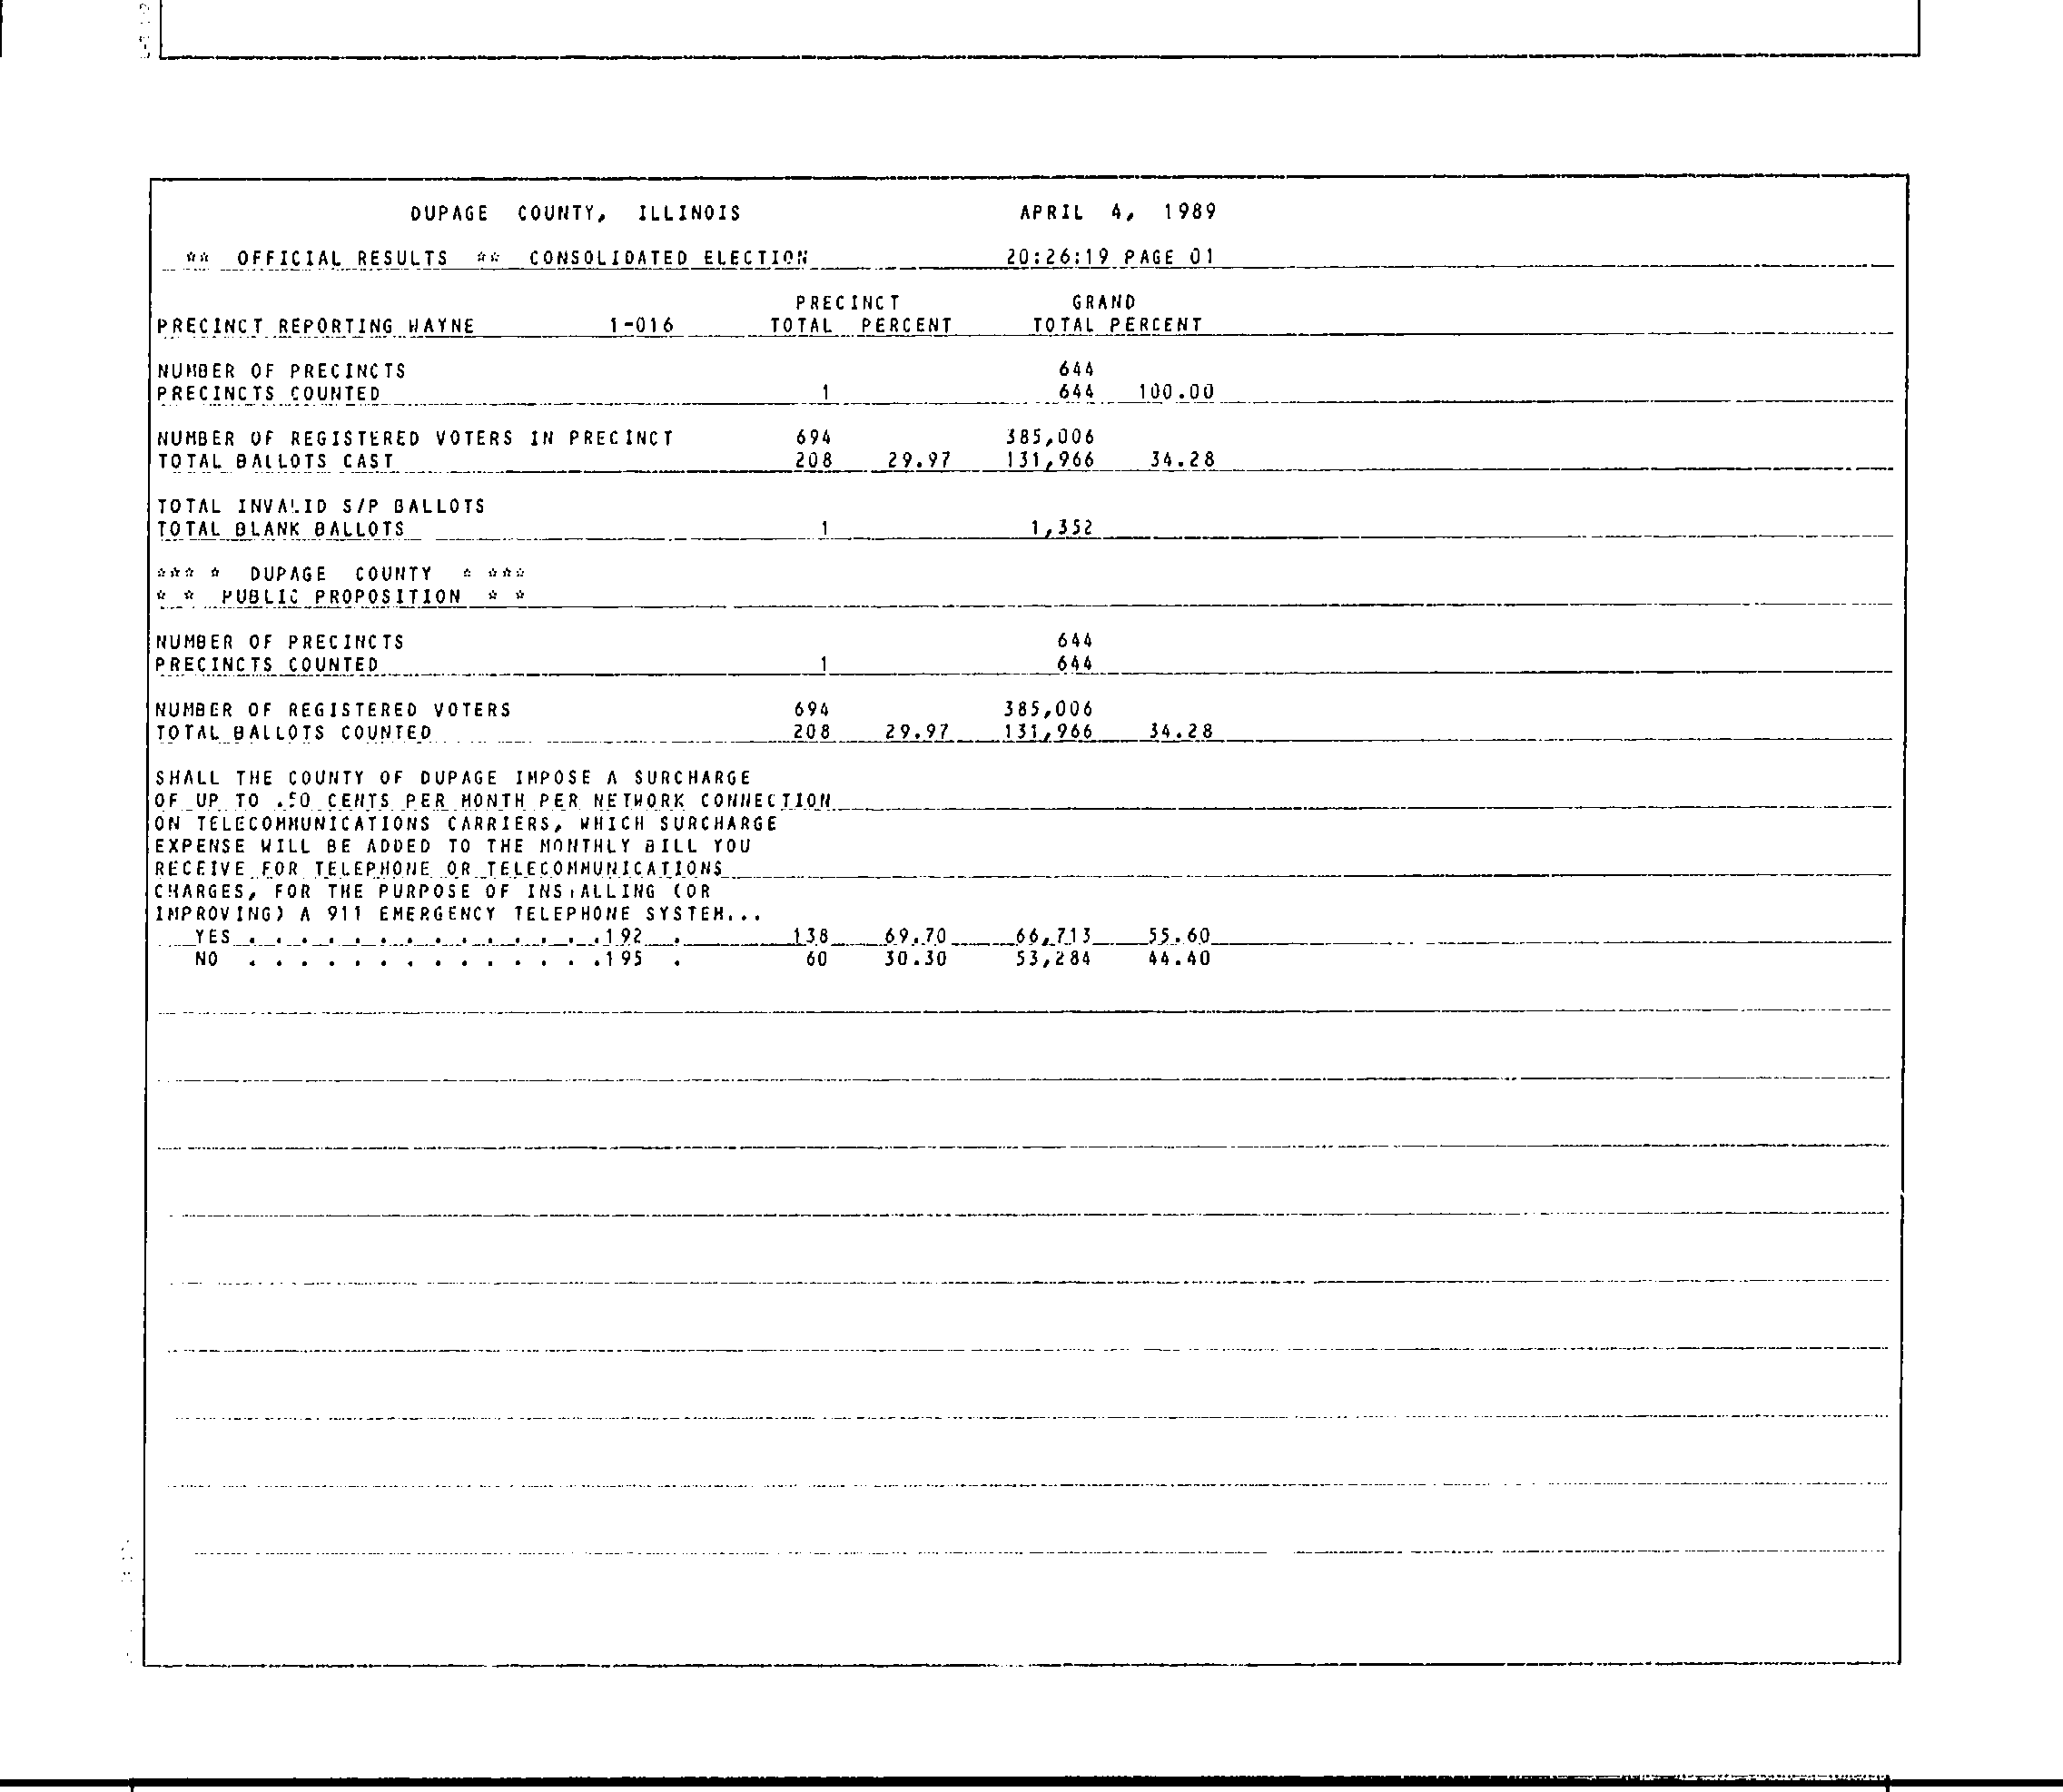 DUPAGE COUNTY, ILLINOIS APRIL 4, 1989
** OFFICIAL RESULTS ** CONSOLIDATED ELECTION 20:26:19 PAGE 01
PRECINCT GRAND
PRECINCT REPORTING WAYNE 1-016 TOTAL PERCENT TOTAL PERCENT
NUMBER OF PRECINCTS 644
PRECINCTS COUNTED 1 644 100.00
NUMBER OF REGISTERED VOTERS IN PRECINCT 694 385,006
TOTAL BALLOTS CAST 208 29.97 131,966 34.28
TOTAL INVALID S/P BALLOTS
TOTAL BLANK BALLOTS 1 1,352
*** * DUPAGE COUNTY * ***
* * PUBLIC PROPOSITION * *
NUMBER OF PRECINCTS 644
PRECINCTS COUNTED 1 644
NUMBER OF REGISTERED VOTERS 694 385,006
TOTAL BALLOTS COUNTED 208 29.97 131,966 34.28
SHALL THE COUNTY OF DUPAGE IMPOSE A SURCHARGE
OF UP TO .50 CENTS PER MONTH PER NETWORK CONNECTION
ON TELECOMMUNICATIONS CARRIERS, WHICH SURCHARGE
EXPENSE WILL BE ADDED TO THE MONTHLY BILL YOU
RECEIVE FOR TELEPHONE OR TELECOMMUNICATIONS
CHARGES, FOR THE PURPOSE OF INSTALLING (OR
IMPROVING) A 911 EMERGENCY TELEPHONE SYSTEM...
YES . . . . . . . . . . . . . .192 . 138 69.70 66,713 55.60
NO . . . . . . . . . . . . . .195 . 60 30.30 53,284 44.40